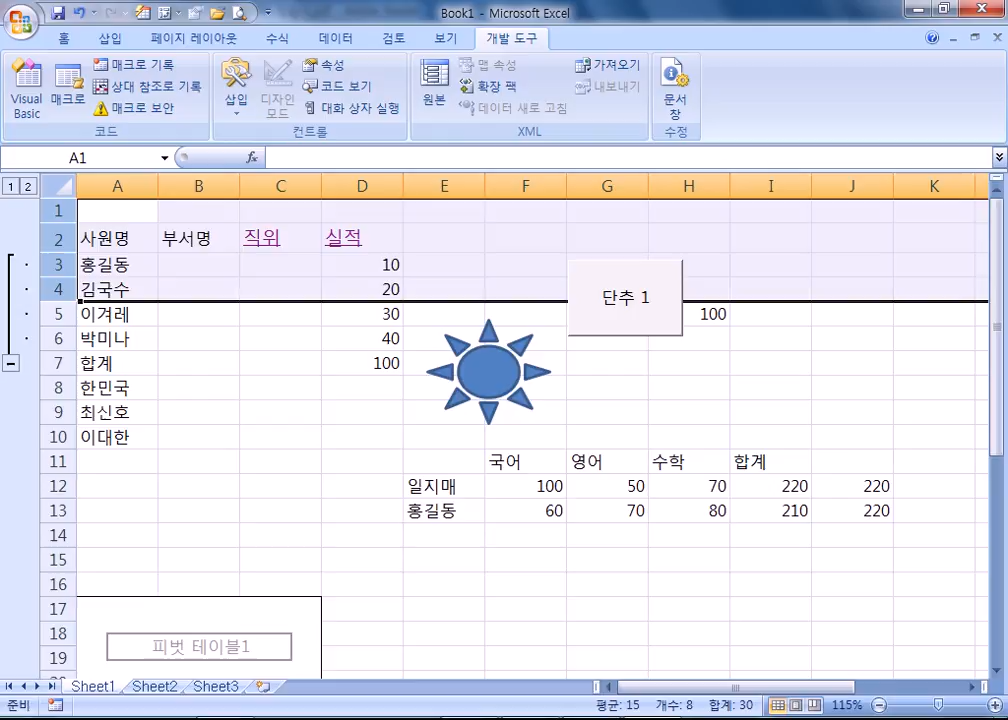 Book1 - Microsoft Excel
홈 삽입 페이지 레이아웃 수식 데이터 검토 보기 개발 도구
Visual Basic
매크로
매크로 기록
상대 참조로 기록
매크로 보안
코드
삽입
디자인 모드
속성
코드 보기
대화 상자 실행
컨트롤
원본
맵 속성
확장 팩
데이터 새로 고침
가져오기
내보내기
XML
문서 창
수정
A1 fx
1 2
A B C D E F G H I J K
1
2 사원명 부서명 직위 실적
3 홍길동 10
4 김국수 20 단추 1
5 이겨레 30 100
6 박미나 40
7 합계 100
8 한민국
9 최신호
10 이대한
11 국어 영어 수학 합계
12 일지매 100 50 70 220 220
13 홍길동 60 70 80 210 220
14
15
16
17
18 피벗 테이블1
19
Sheet1 Sheet2 Sheet3
준비 평균: 15 개수: 8 합계: 30 115%